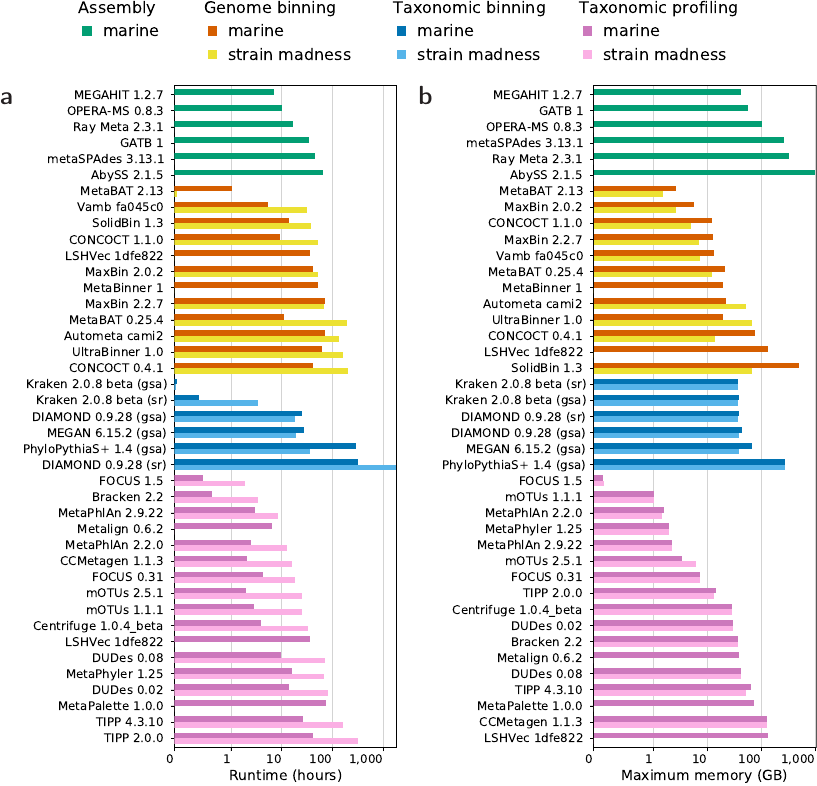 Assembly Genome binning Taxonomic binning Taxonomic profiling
marine marine marine marine
strain madness strain madness strain madness
a
MEGAHIT 1.2.7
OPERA-MS 0.8.3
Ray Meta 2.3.1
GATB 1
metaSPAdes 3.13.1
AbySS 2.1.5
MetaBAT 2.13
Vamb fa045c0
SolidBin 1.3
CONCOCT 1.1.0
LSHVec 1dfe822
MaxBin 2.0.2
MetaBinner 1
MaxBin 2.2.7
MetaBAT 0.25.4
Autometa cami2
UltraBinner 1.0
CONCOCT 0.4.1
Kraken 2.0.8 beta (gsa)
Kraken 2.0.8 beta (sr)
DIAMOND 0.9.28 (gsa)
MEGAN 6.15.2 (gsa)
PhyloPythiaS+ 1.4 (gsa)
DIAMOND 0.9.28 (sr)
FOCUS 1.5
Bracken 2.2
MetaPhlAn 2.9.22
Metalign 0.6.2
MetaPhlAn 2.2.0
CCMetagen 1.1.3
FOCUS 0.31
mOTUs 2.5.1
mOTUs 1.1.1
Centrifuge 1.0.4_beta
LSHVec 1dfe822
DUDes 0.08
MetaPhyler 1.25
DUDes 0.02
MetaPalette 1.0.0
TIPP 4.3.10
TIPP 2.0.0
0 1 10 100 1,000
Runtime (hours)
b
MEGAHIT 1.2.7
GATB 1
OPERA-MS 0.8.3
metaSPAdes 3.13.1
Ray Meta 2.3.1
AbySS 2.1.5
MetaBAT 2.13
MaxBin 2.0.2
CONCOCT 1.1.0
MaxBin 2.2.7
Vamb fa045c0
MetaBAT 0.25.4
MetaBinner 1
Autometa cami2
UltraBinner 1.0
CONCOCT 0.4.1
LSHVec 1dfe822
SolidBin 1.3
Kraken 2.0.8 beta (sr)
Kraken 2.0.8 beta (gsa)
DIAMOND 0.9.28 (sr)
DIAMOND 0.9.28 (gsa)
MEGAN 6.15.2 (gsa)
PhyloPythiaS+ 1.4 (gsa)
FOCUS 1.5
mOTUs 1.1.1
MetaPhlAn 2.2.0
MetaPhyler 1.25
MetaPhlAn 2.9.22
mOTUs 2.5.1
FOCUS 0.31
TIPP 2.0.0
Centrifuge 1.0.4_beta
DUDes 0.02
Bracken 2.2
Metalign 0.6.2
DUDes 0.08
TIPP 4.3.10
MetaPalette 1.0.0
CCMetagen 1.1.3
LSHVec 1dfe822
0 1 10 100 1,000
Maximum memory (GB)